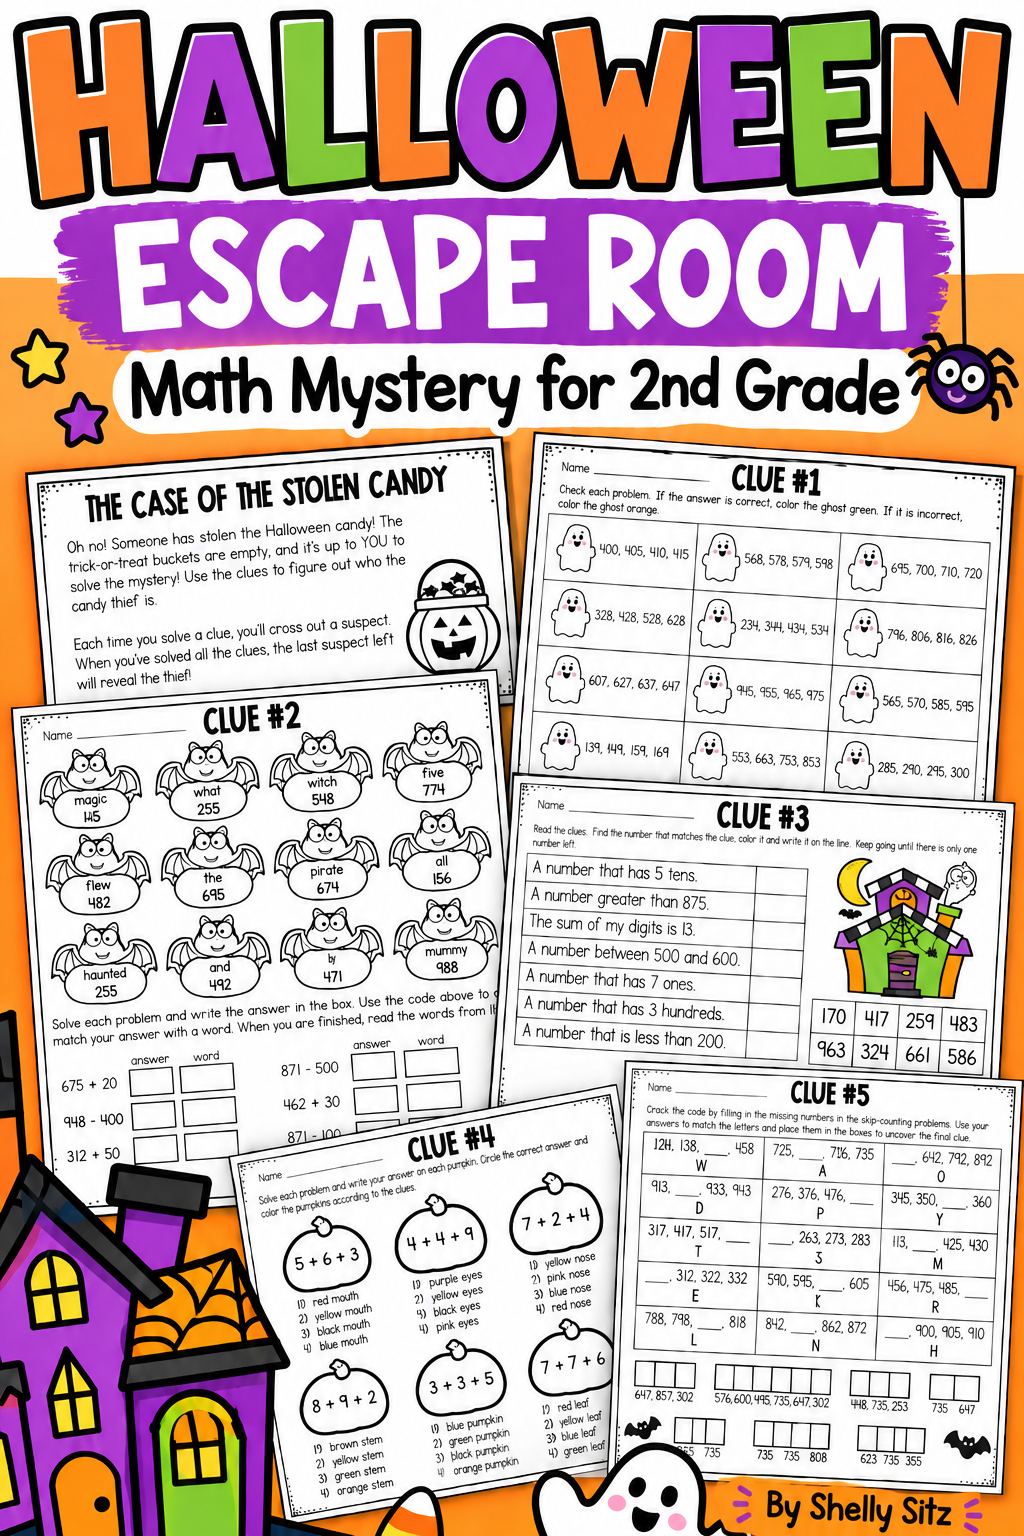 HALLOWEEN
ESCAPE ROOM
Math Mystery for 2nd Grade
THE CASE OF THE STOLEN CANDY
Oh no! Someone has stolen the Halloween candy! The
trick-or-treat buckets are empty, and it's up to YOU to
solve the mystery! Use the clues to figure out who the
candy thief is.
Each time you solve a clue, you'll cross out a suspect.
When you've solved all the clues, the last suspect left
will reveal the thief!
Name
CLUE #1
Check each problem. If the answer is correct, color the ghost green. If it is incorrect,
color the ghost orange.
400, 405, 410, 415
568, 578, 579, 598
695, 700, 710, 720
328, 428, 528, 628
234, 344, 434, 534
796, 806, 816, 826
607, 627, 637, 647
945, 955, 965, 975
565, 570, 585, 595
139, 149, 159, 169
553, 663, 753, 853
285, 290, 295, 300
Name
CLUE #2
magic
145
what
255
witch
548
five
774
flew
482
the
695
pirate
674
all
156
haunted
255
and
492
by
471
mummy
988
Solve each problem and write the answer in the box. Use the code above to
match your answer with a word. When you are finished, read the words from
answer word
answer word
675 + 20
871 - 500
948 - 400
462 + 30
312 + 50
871 - 100
Name
CLUE #3
Read the clues. Find the number that matches the clue, color it and write it on the line. Keep going until there is only one
number left.
A number that has 5 tens.
A number greater than 875.
The sum of my digits is 13.
A number between 500 and 600.
A number that has 7 ones.
A number that has 3 hundreds.
A number that is less than 200.
170 417 259 483
963 324 661 586
Name
CLUE #4
Solve each problem and write your answer on each pumpkin. Circle the correct answer and
color the pumpkins according to the clues.
5 + 6 + 3
1) red mouth
2) yellow mouth
3) black mouth
4) blue mouth
4 + 4 + 9
1) purple eyes
2) yellow eyes
black eyes
4) pink eyes
7 + 2 + 4
1) yellow nose
2) pink nose
3) blue nose
4) red nose
8 + 9 + 2
1) brown stem
2) yellow stem
3) green stem
4) orange stem
3 + 3 + 5
1) blue pumpkin
2) green pumpkin
3) black pumpkin
4) orange pumpkin
7 + 7 + 6
1) red leaf
2) yellow leaf
3) blue leaf
4) green leaf
Name
CLUE #5
Crack the code by filling in the missing numbers in the skip-counting problems. Use your
answers to match the letters and place them in the boxes to uncover the final clue.
138, ___, 458
W
725, ___, 735
A
___, 642, 792, 892
O
913, ___, 933, 943
D
276, 376, 476, ___
P
345, 350, ___, 360
Y
317, 417, 517, ___
T
___, 263, 273, 283
3
113, ___, 425, 430
M
___, 312, 322, 332
E
590, 595, ___, 605
K
456, 475, 485, ___
R
788, 798, ___, 818
L
842, ___, 862, 872
N
___, 900, 905, 910
H
647, 857, 302
576, 600, 495, 735, 647, 302
448, 735, 253
735 647
735
735 735 808
623 735 355
By Shelly Sitz